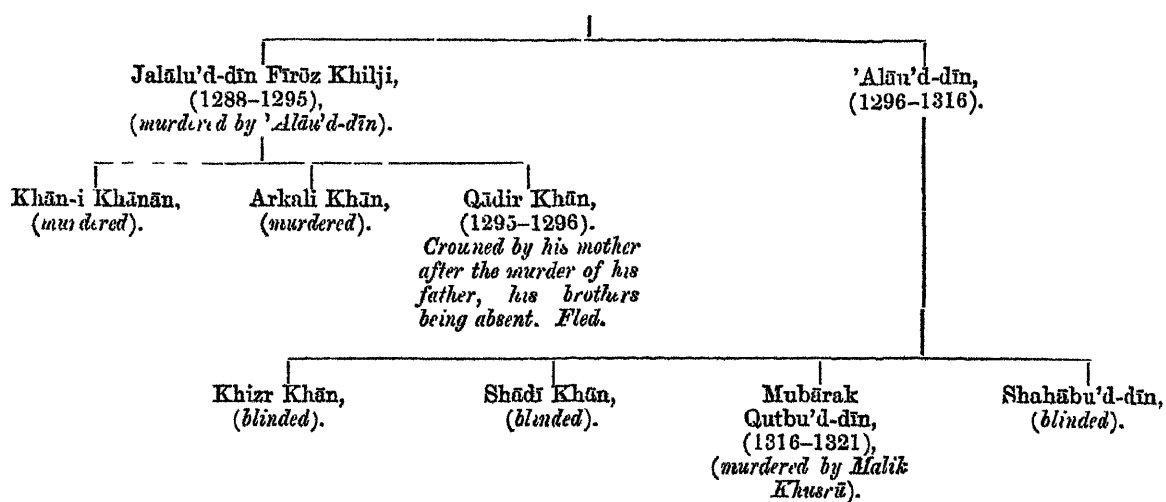 Jalālu'd-dīn Fīrōz Khilji,
(1288–1295),
(murdered by 'Alāu'd-dīn).
'Alāu'd-dīn,
(1296–1316).
Khān-i Khānān,
(murdered).
Arkali Khān,
(murdered).
Qādir Khān,
(1295–1296).
Crowned by his mother
after the murder of his
father, his brothers
being absent. Fled.
Khizr Khān,
(blinded).
Shādī Khān,
(blinded).
Mubārak
Qutbu'd-dīn,
(1316–1321),
(murdered by Malik
Khusrū).
Shahābu'd-dīn,
(blinded).